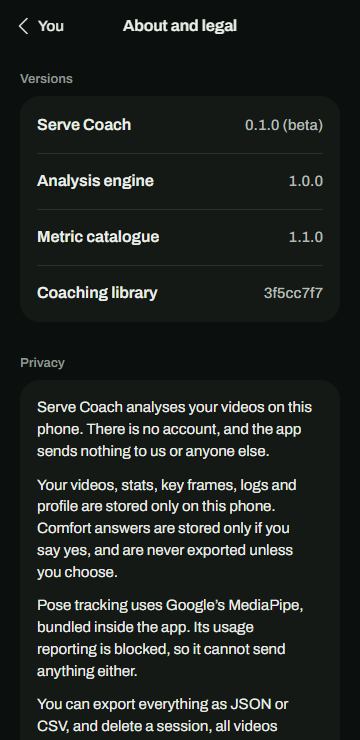 You
About and legal
Versions
Serve Coach 0.1.0 (beta)
Analysis engine 1.0.0
Metric catalogue 1.1.0
Coaching library 3f5cc7f7
Privacy
Serve Coach analyses your videos on this
phone. There is no account, and the app
sends nothing to us or anyone else.
Your videos, stats, key frames, logs and
profile are stored only on this phone.
Comfort answers are stored only if you
say yes, and are never exported unless
you choose.
Pose tracking uses Google’s MediaPipe,
bundled inside the app. Its usage
reporting is blocked, so it cannot send
anything either.
You can export everything as JSON or
CSV, and delete a session, all videos